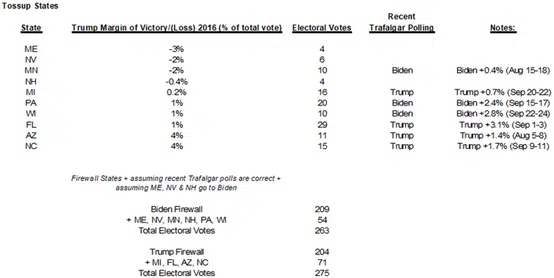 Tossup States
Recent
State Trump Margin of Victory/(Loss) 2016 (% of total vote) Electoral Votes Trafalgar Polling Notes:
ME -3% 4
NV -2% 6
MN -2% 10 Biden Biden +0.4% (Aug 15-18)
NH -0.4% 4
MI 0.2% 16 Trump Trump +0.7% (Sep 20-22)
PA 1% 20 Biden Biden +2.4% (Sep 15-17)
WI 1% 10 Biden Biden +2.8% (Sep 22-24)
FL 1% 29 Trump Trump +3.1% (Sep 1-3)
AZ 4% 11 Trump Trump +1.4% (Aug 5-8)
NC 4% 15 Trump Trump +1.7% (Sep 9-11)
Firewall States + assuming recent Trafalgar polls are correct +
assuming ME, NV & NH go to Biden
Biden Firewall 209
+ ME, NV, MN, NH, PA, WI 54
Total Electoral Votes 263
Trump Firewall 204
+ MI, FL, AZ, NC 71
Total Electoral Votes 275